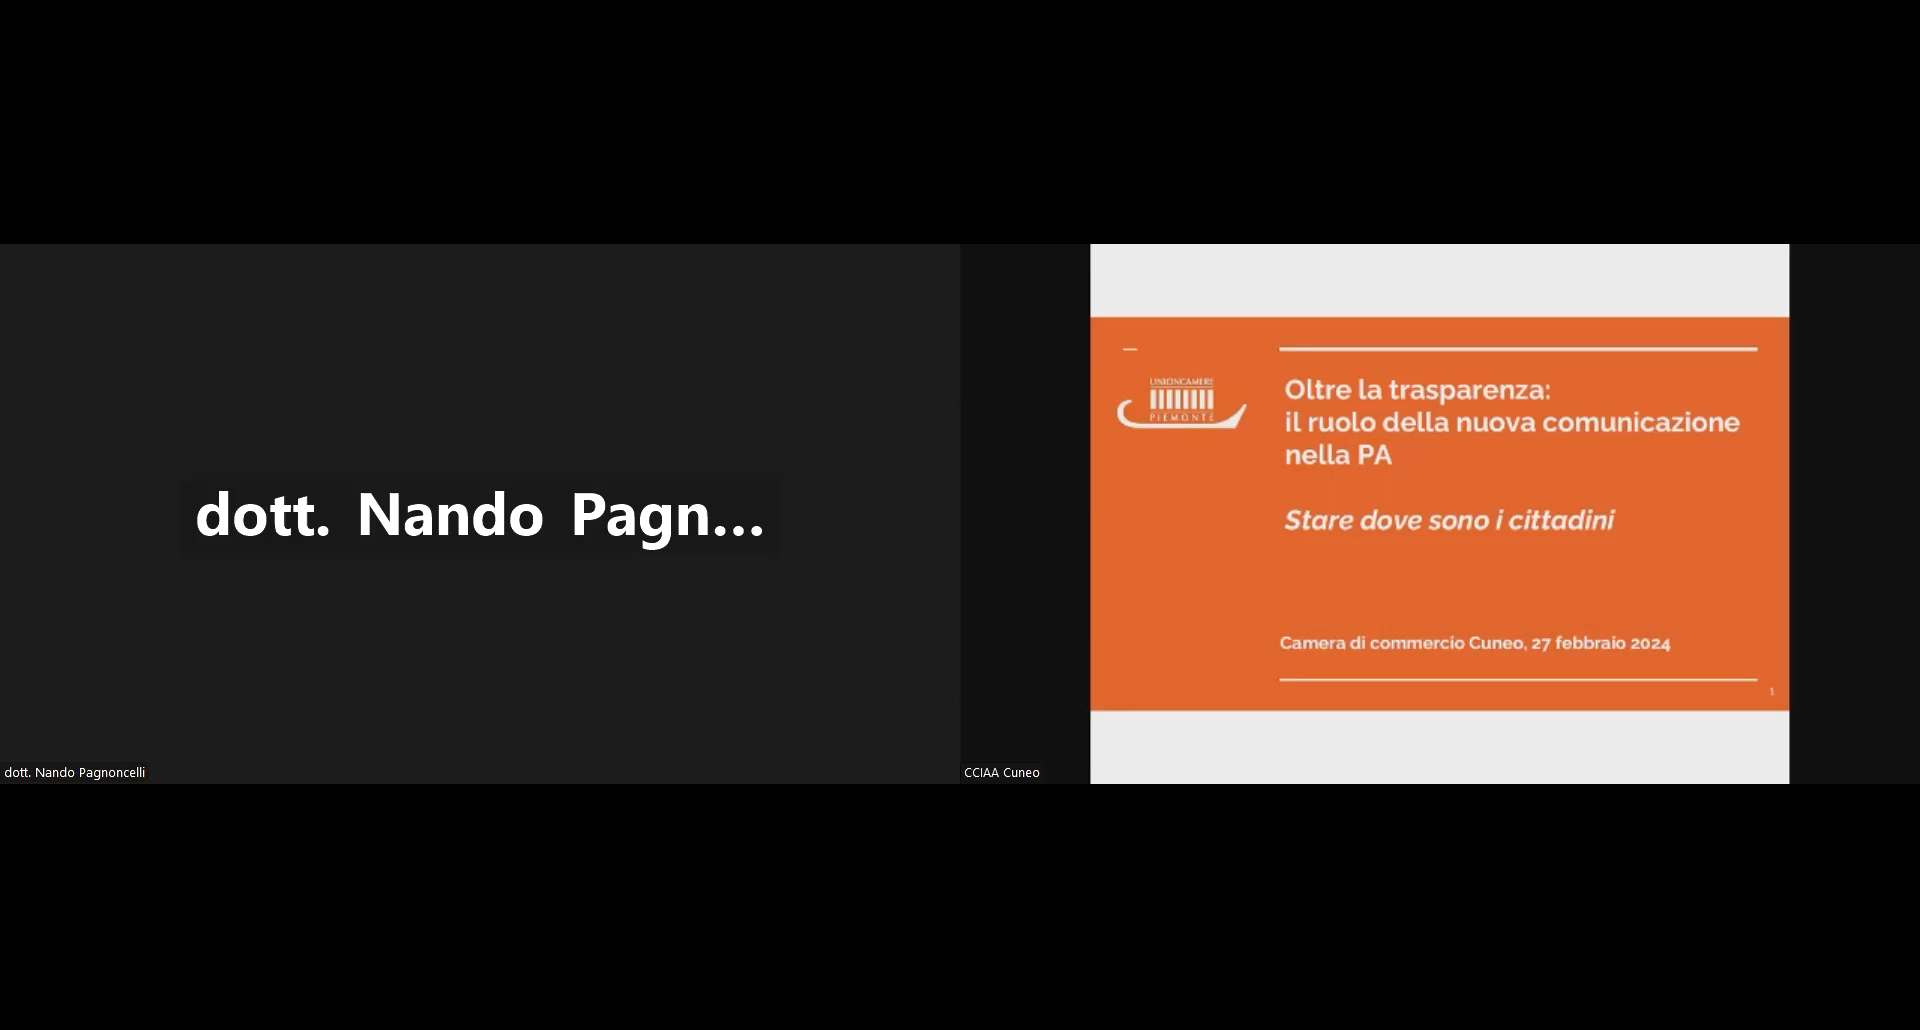 dott. Nando Pagn...
dott. Nando Pagnoncelli
UNIONCAMERE
PIEMONTE
Oltre la trasparenza:
il ruolo della nuova comunicazione
nella PA
Stare dove sono i cittadini
Camera di commercio Cuneo, 27 febbraio 2024
1
CCIAA Cuneo